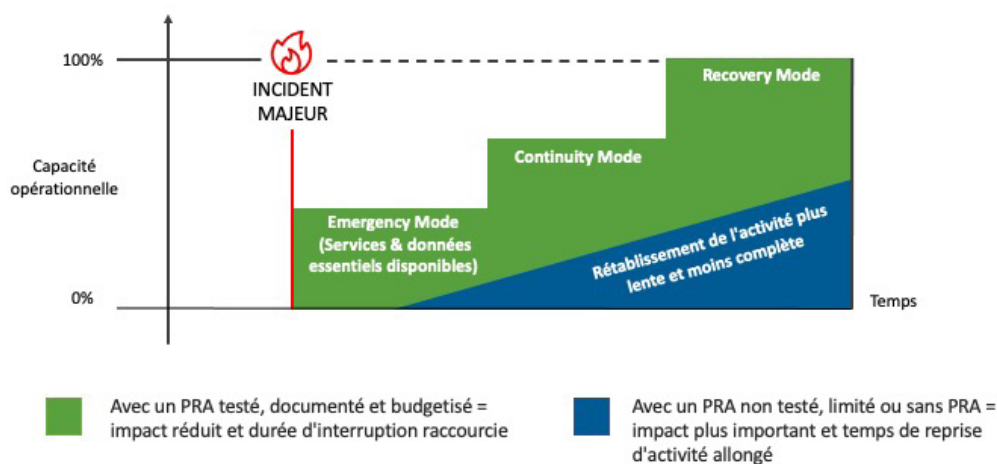 100%
INCIDENT
MAJEUR
Recovery Mode
Continuity Mode
Capacité
opérationnelle
Emergency Mode
(Services & données
essentiels disponibles)
Rétablissement de l'activité plus
lente et moins complète
0%
Temps
Avec un PRA testé, documenté et budgetisé =
impact réduit et durée d'interruption raccourcie
Avec un PRA non testé, limité ou sans PRA =
impact plus important et temps de reprise
d'activité allongé